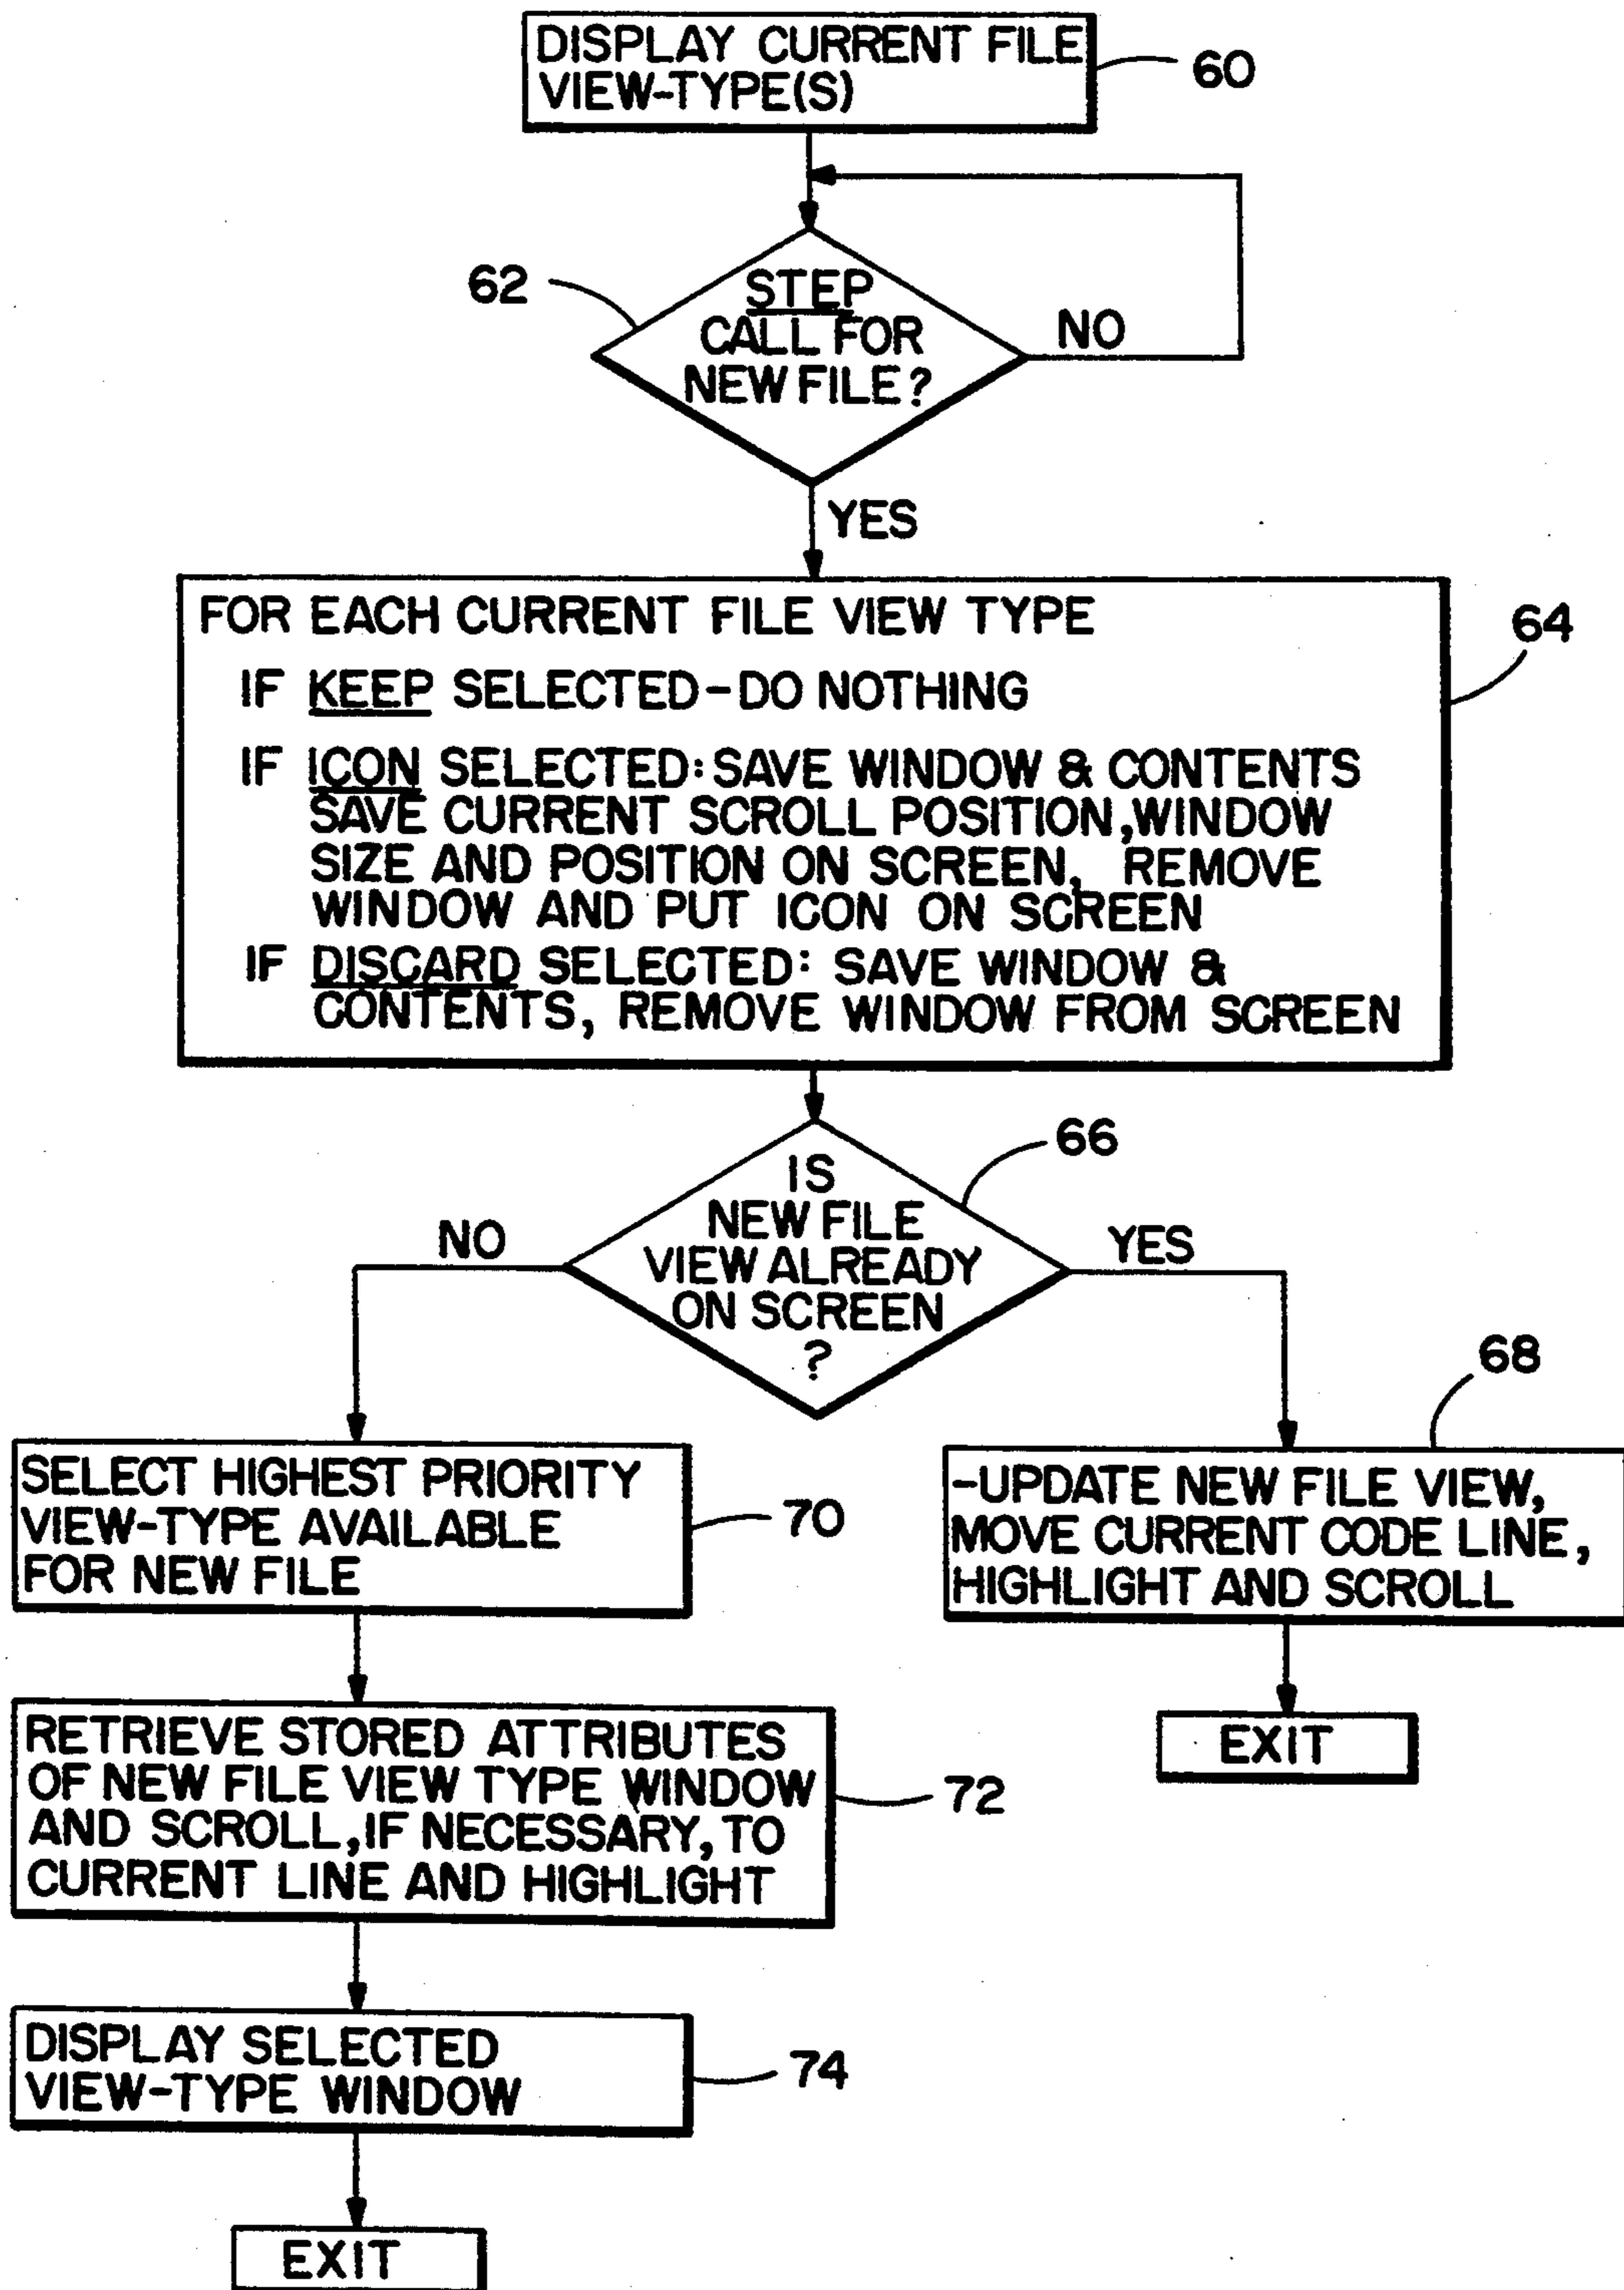 DISPLAY CURRENT FILE
VIEW-TYPE(S)
60
62
STEP
CALL FOR
NEW FILE?
NO
YES
64
FOR EACH CURRENT FILE VIEW TYPE
IF KEEP SELECTED-DO NOTHING
IF ICON SELECTED: SAVE WINDOW & CONTENTS
SAVE CURRENT SCROLL POSITION, WINDOW
SIZE AND POSITION ON SCREEN, REMOVE
WINDOW AND PUT ICON ON SCREEN
IF DISCARD SELECTED: SAVE WINDOW &
CONTENTS, REMOVE WINDOW FROM SCREEN
66
IS
NEW FILE
VIEW ALREADY
ON SCREEN
?
NO
YES
68
SELECT HIGHEST PRIORITY
VIEW-TYPE AVAILABLE
FOR NEW FILE
70
-UPDATE NEW FILE VIEW,
MOVE CURRENT CODE LINE,
HIGHLIGHT AND SCROLL
EXIT
RETRIEVE STORED ATTRIBUTES
OF NEW FILE VIEW TYPE WINDOW
AND SCROLL, IF NECESSARY, TO
CURRENT LINE AND HIGHLIGHT
72
DISPLAY SELECTED
VIEW-TYPE WINDOW
74
EXIT